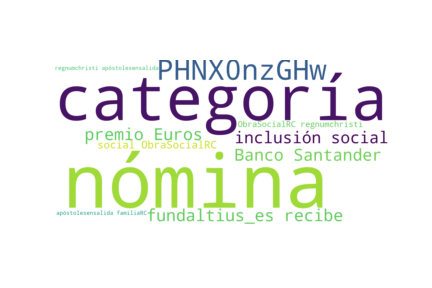 regnumchristi apóstolesensalida
PHNXOnzGHw
categoría
ObraSocialRC regnumchristi
premio Euros
inclusión social
social ObraSocialRC
Banco Santander
nómina
apóstolesensalida familiaRC
fundaltius_es recibe